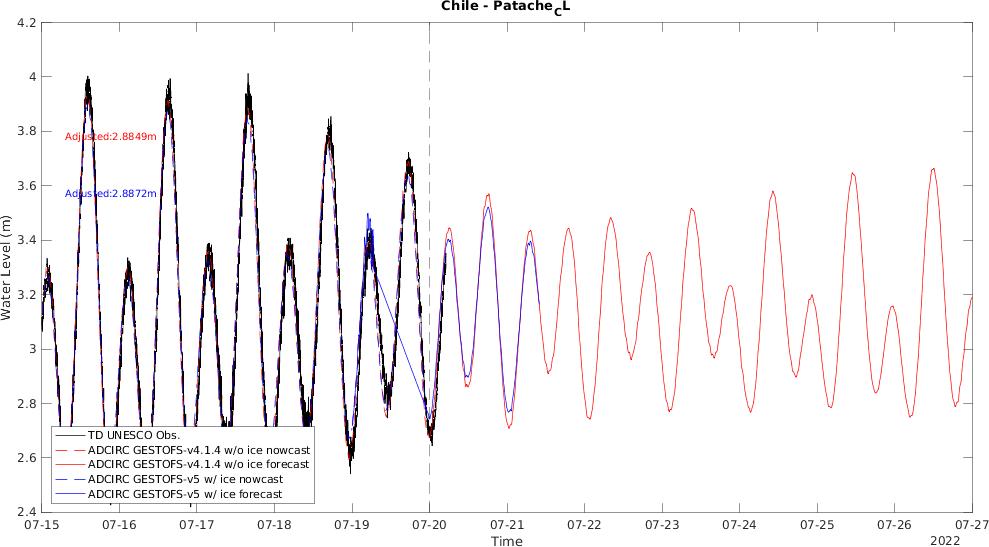 Chile - Patache_CL
4.2
4
3.8
3.6
3.4
3.2
3
2.8
2.6
2.4
Water Level (m)
Adjusted:2.8849m
Adjusted:2.8872m
TD UNESCO Obs.
ADCIRC GESTOFS-v4.1.4 w/o ice nowcast
ADCIRC GESTOFS-v4.1.4 w/o ice forecast
ADCIRC GESTOFS-v5 w/ ice nowcast
ADCIRC GESTOFS-v5 w/ ice forecast
07-15 07-16 07-17 07-18 07-19 07-20 07-21 07-22 07-23 07-24 07-25 07-26 07-27
Time
2022